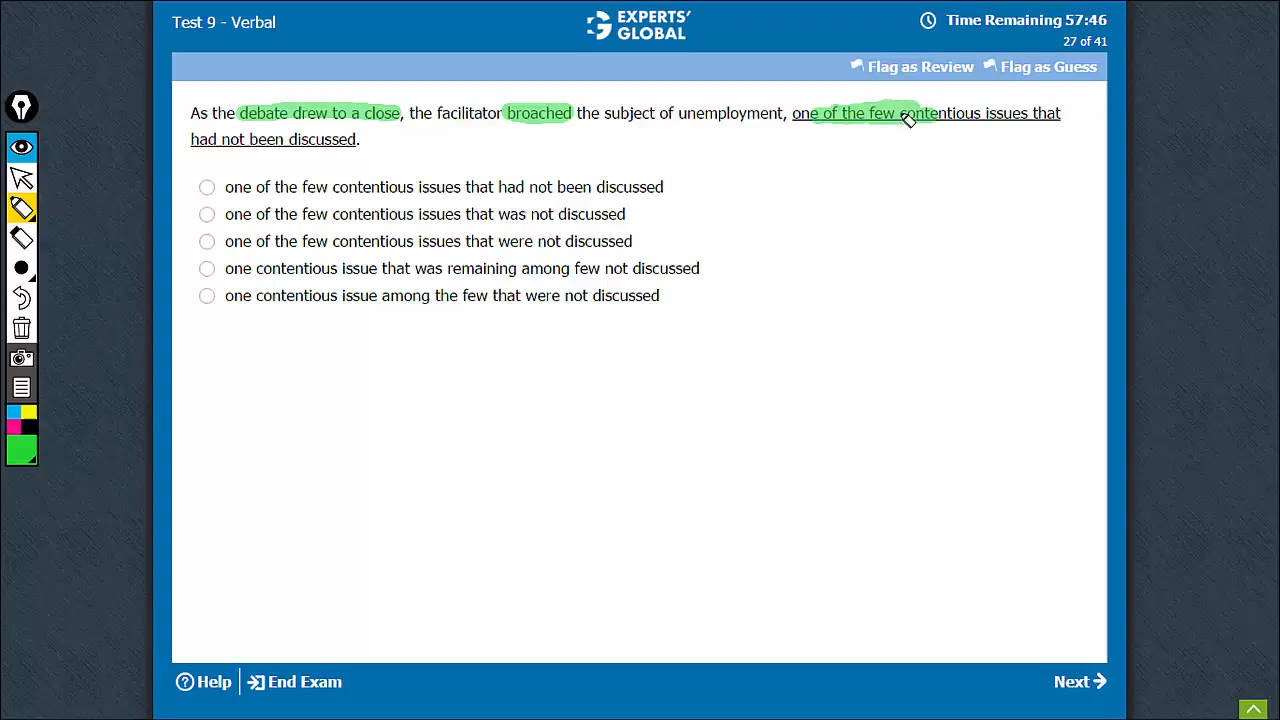 Test 9 - Verbal
EXPERTS'
GLOBAL
Time Remaining 57:46
27 of 41
Flag as Review
Flag as Guess
As the debate drew to a close, the facilitator broached the subject of unemployment, one of the few contentious issues that
had not been discussed.
one of the few contentious issues that had not been discussed
one of the few contentious issues that was not discussed
one of the few contentious issues that were not discussed
one contentious issue that was remaining among few not discussed
one contentious issue among the few that were not discussed
Help
End Exam
Next